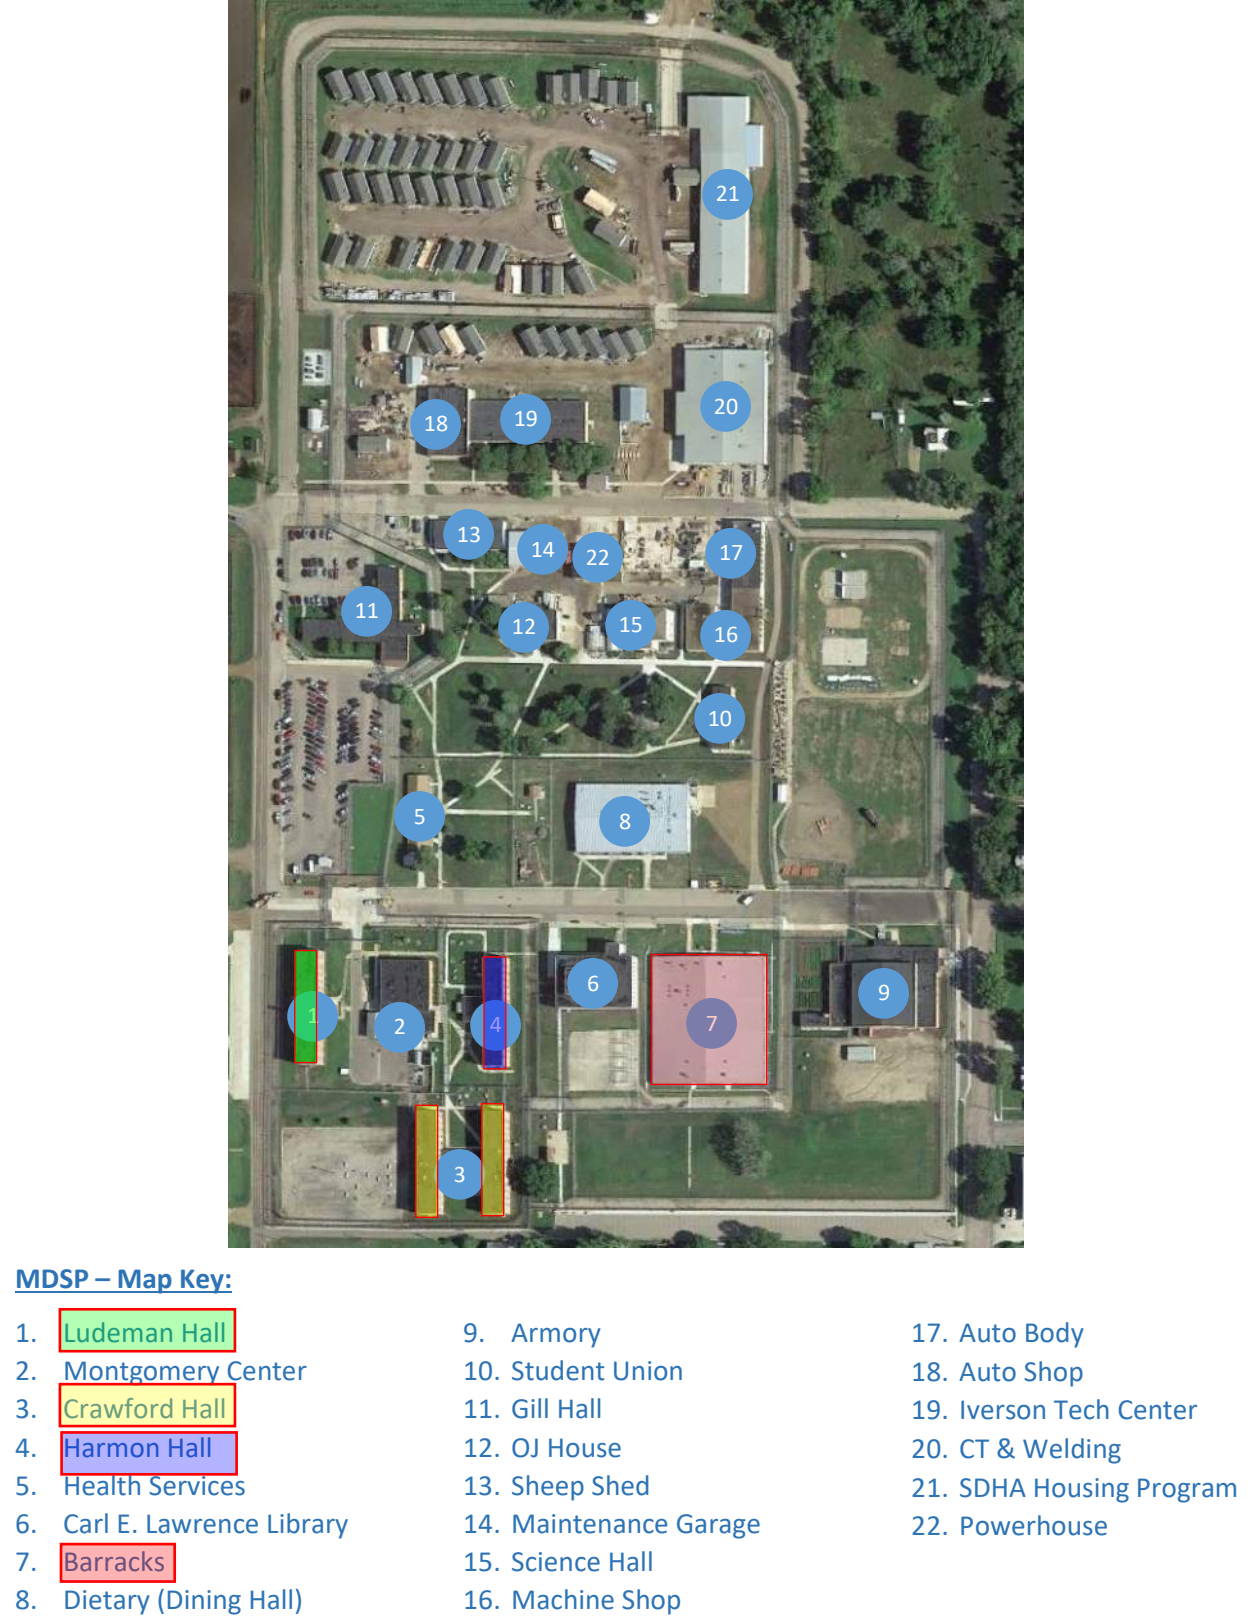 21
20
18
19
13
14
22
17
11
12
15
16
10
5
8
1
2
4
6
7
9
3
MDSP – Map Key:
1. Ludeman Hall
2. Montgomery Center
3. Crawford Hall
4. Harmon Hall
5. Health Services
6. Carl E. Lawrence Library
7. Barracks
8. Dietary (Dining Hall)
9. Armory
10. Student Union
11. Gill Hall
12. OJ House
13. Sheep Shed
14. Maintenance Garage
15. Science Hall
16. Machine Shop
17. Auto Body
18. Auto Shop
19. Iverson Tech Center
20. CT & Welding
21. SDHA Housing Program
22. Powerhouse